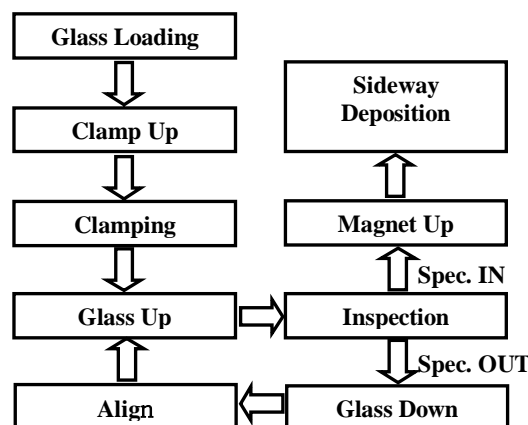 Glass Loading
Clamp Up
Clamping
Glass Up
Align
Sideway
Deposition
Magnet Up
Spec. IN
Inspection
Spec. OUT
Glass Down